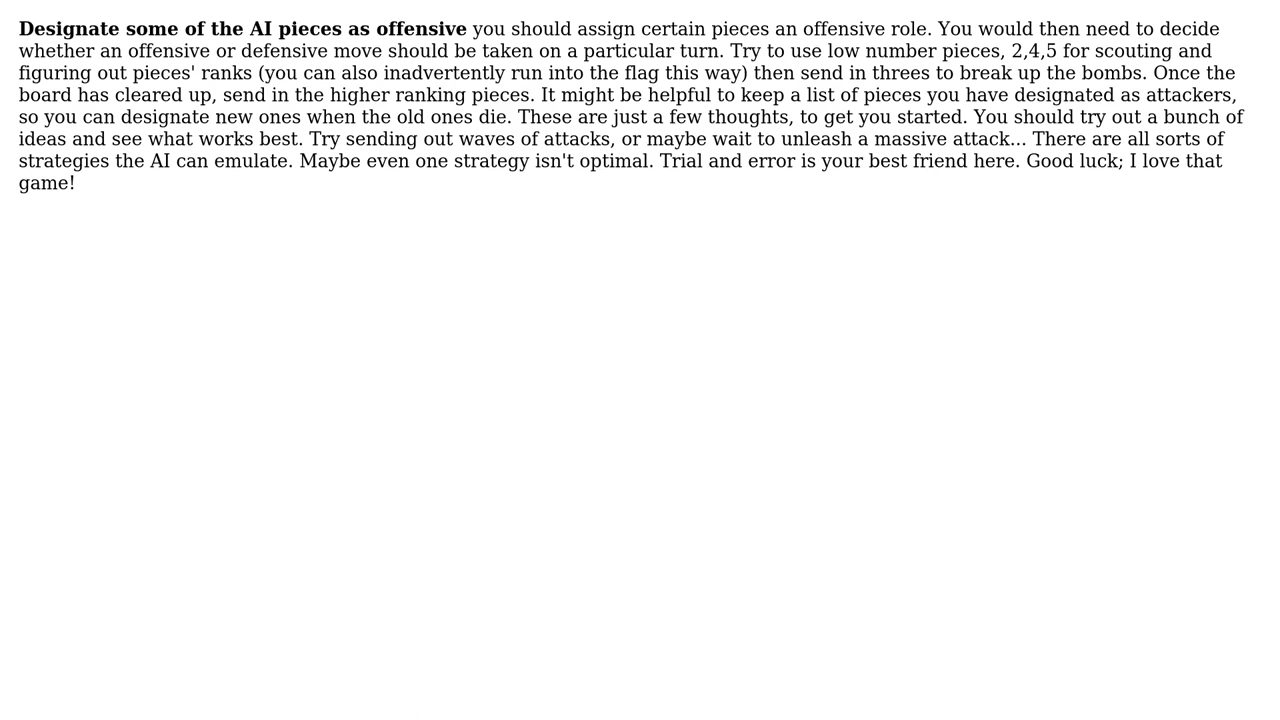 Designate some of the AI pieces as offensive you should assign certain pieces an offensive role. You would then need to decide
whether an offensive or defensive move should be taken on a particular turn. Try to use low number pieces, 2,4,5 for scouting and
figuring out pieces' ranks (you can also inadvertently run into the flag this way) then send in threes to break up the bombs. Once the
board has cleared up, send in the higher ranking pieces. It might be helpful to keep a list of pieces you have designated as attackers,
so you can designate new ones when the old ones die. These are just a few thoughts, to get you started. You should try out a bunch of
ideas and see what works best. Try sending out waves of attacks, or maybe wait to unleash a massive attack... There are all sorts of
strategies the AI can emulate. Maybe even one strategy isn't optimal. Trial and error is your best friend here. Good luck; I love that
game!